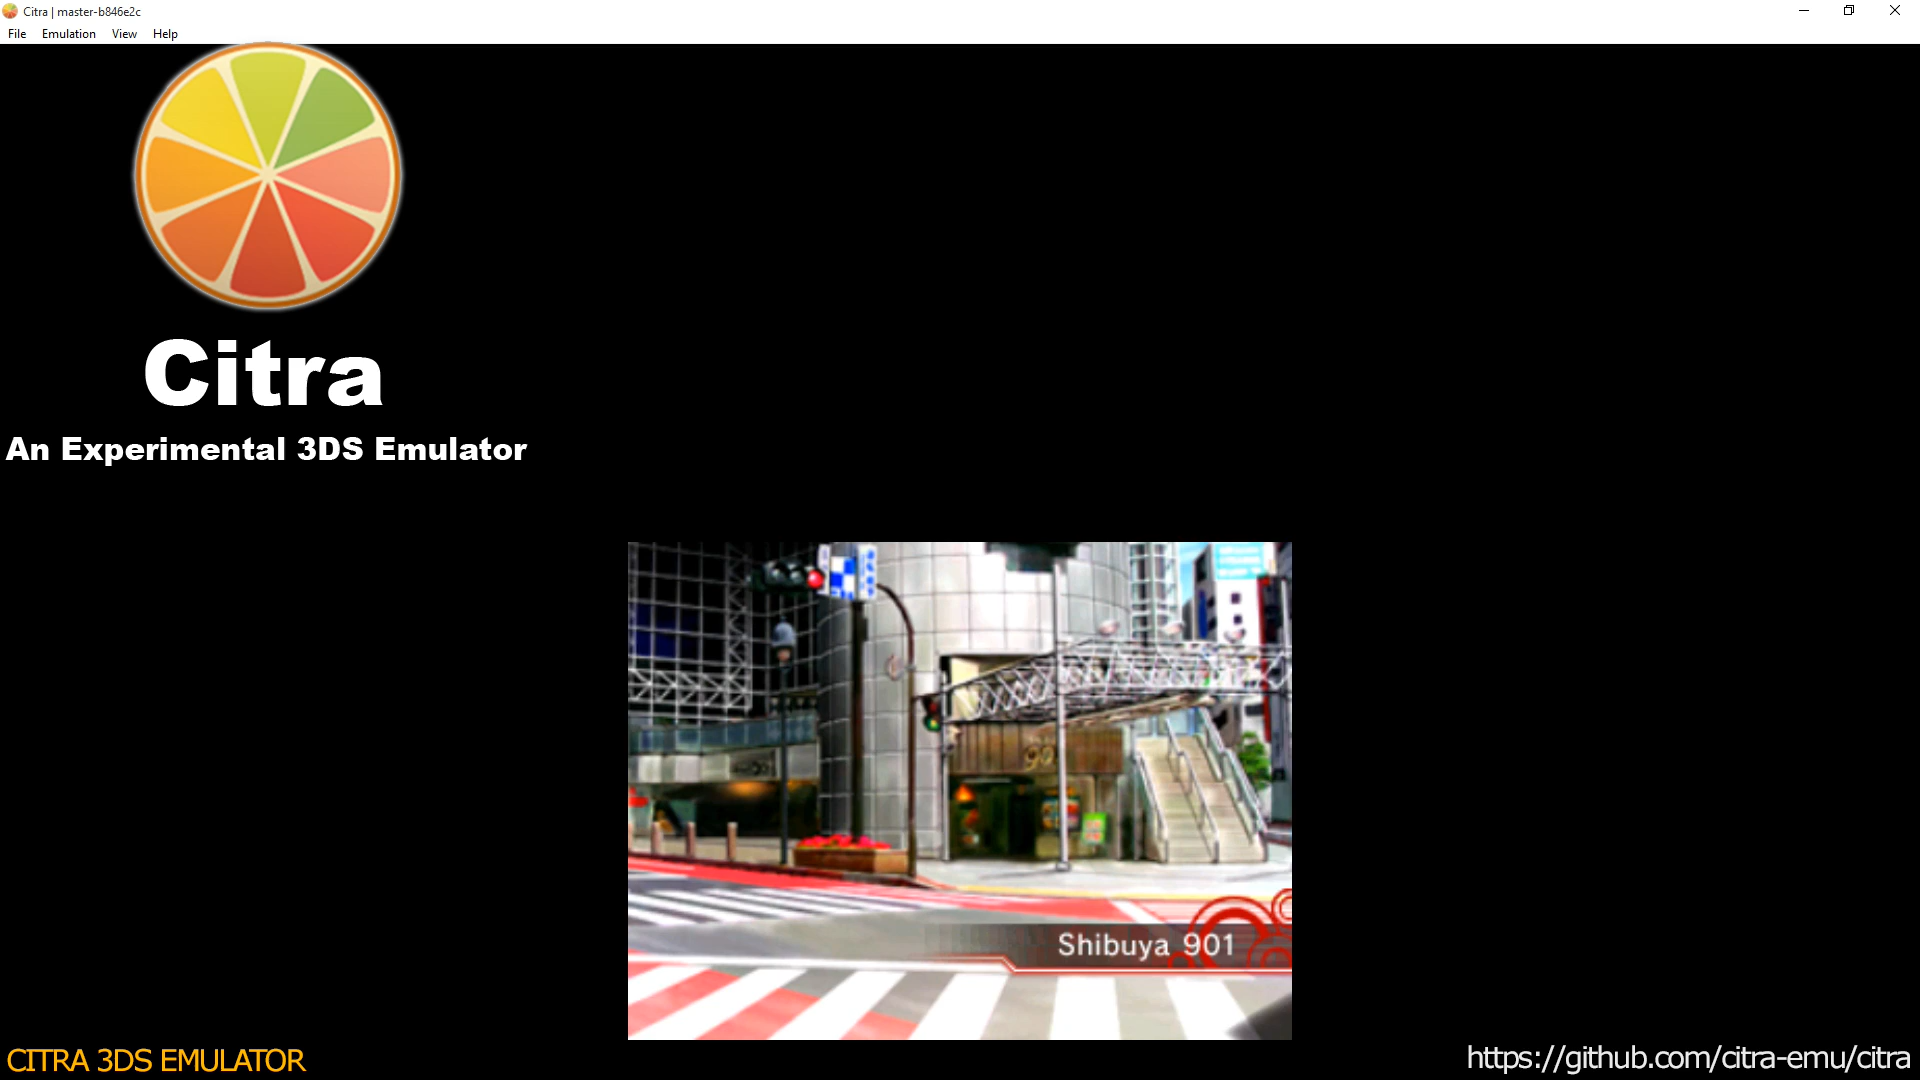 Citra | master-b846e2c
File Emulation View Help
Citra
An Experimental 3DS Emulator
Shibuya 901
CITRA 3DS EMULATOR
https://github.com/citra-emu/citra